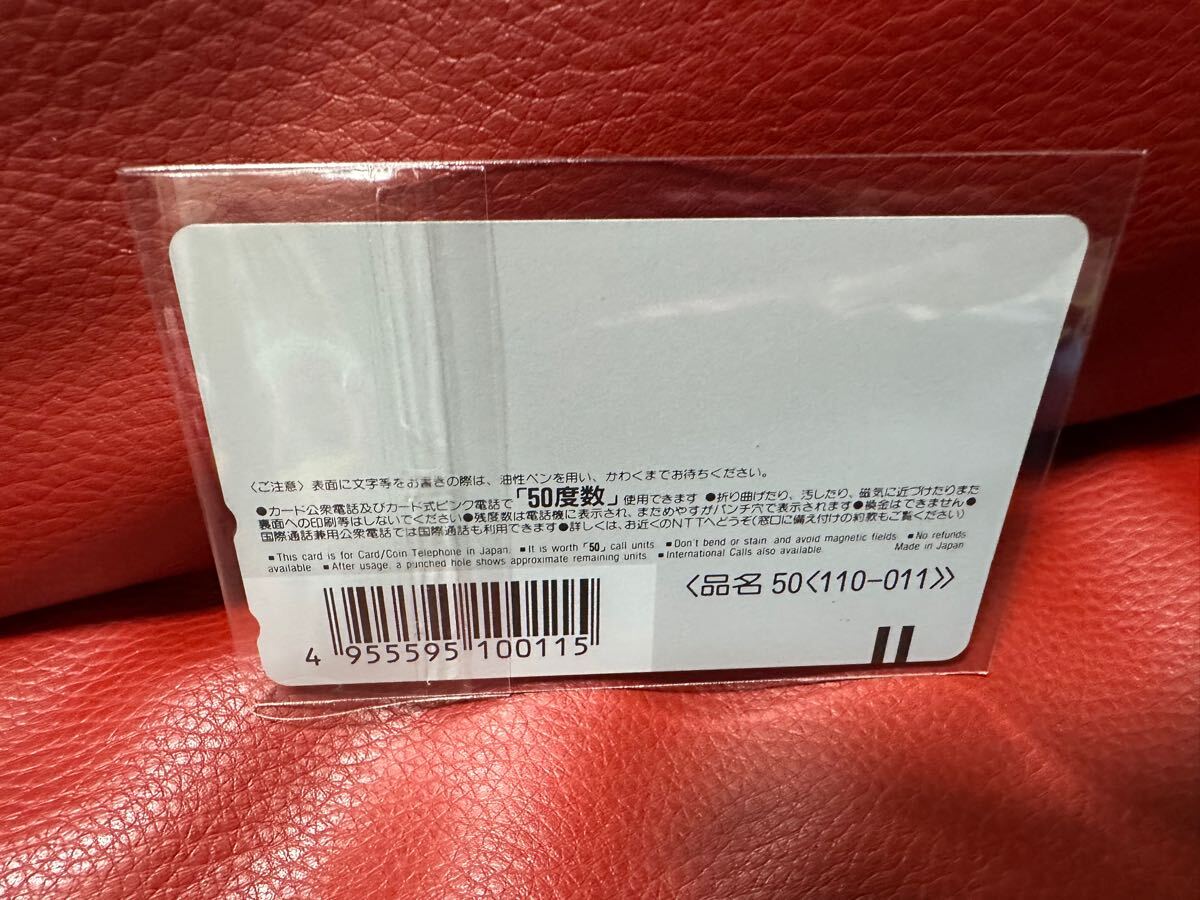 〈ご注意〉表面に文字等をお書きの際は、油性ペンを用い、かわくまでお待ちください。
●カード公衆電話及びカード式ピンク電話で「50度数」使用できます ●折り曲げたり、汚したり、磁気に近づけたりまた
裏面への印刷等はしないでください●残度数は電話機に表示され、まためやすがパンチ穴で表示されます●換金はできません●
国際通話兼用公衆電話では国際通話も利用できます●詳しくは、お近くのNTTへどうぞ(窓口に備え付けの約款もご覧ください)
■This card is for Card/Coin Telephone in Japan. ■It is worth「50」call units ■Don't bend or stain and avoid magnetic fields. ■No refunds
available ■After usage, a punched hole shows approximate remaining units ■International Calls also available. Made in Japan
〈品名 50〈110-011〉〉
4 955595 100115